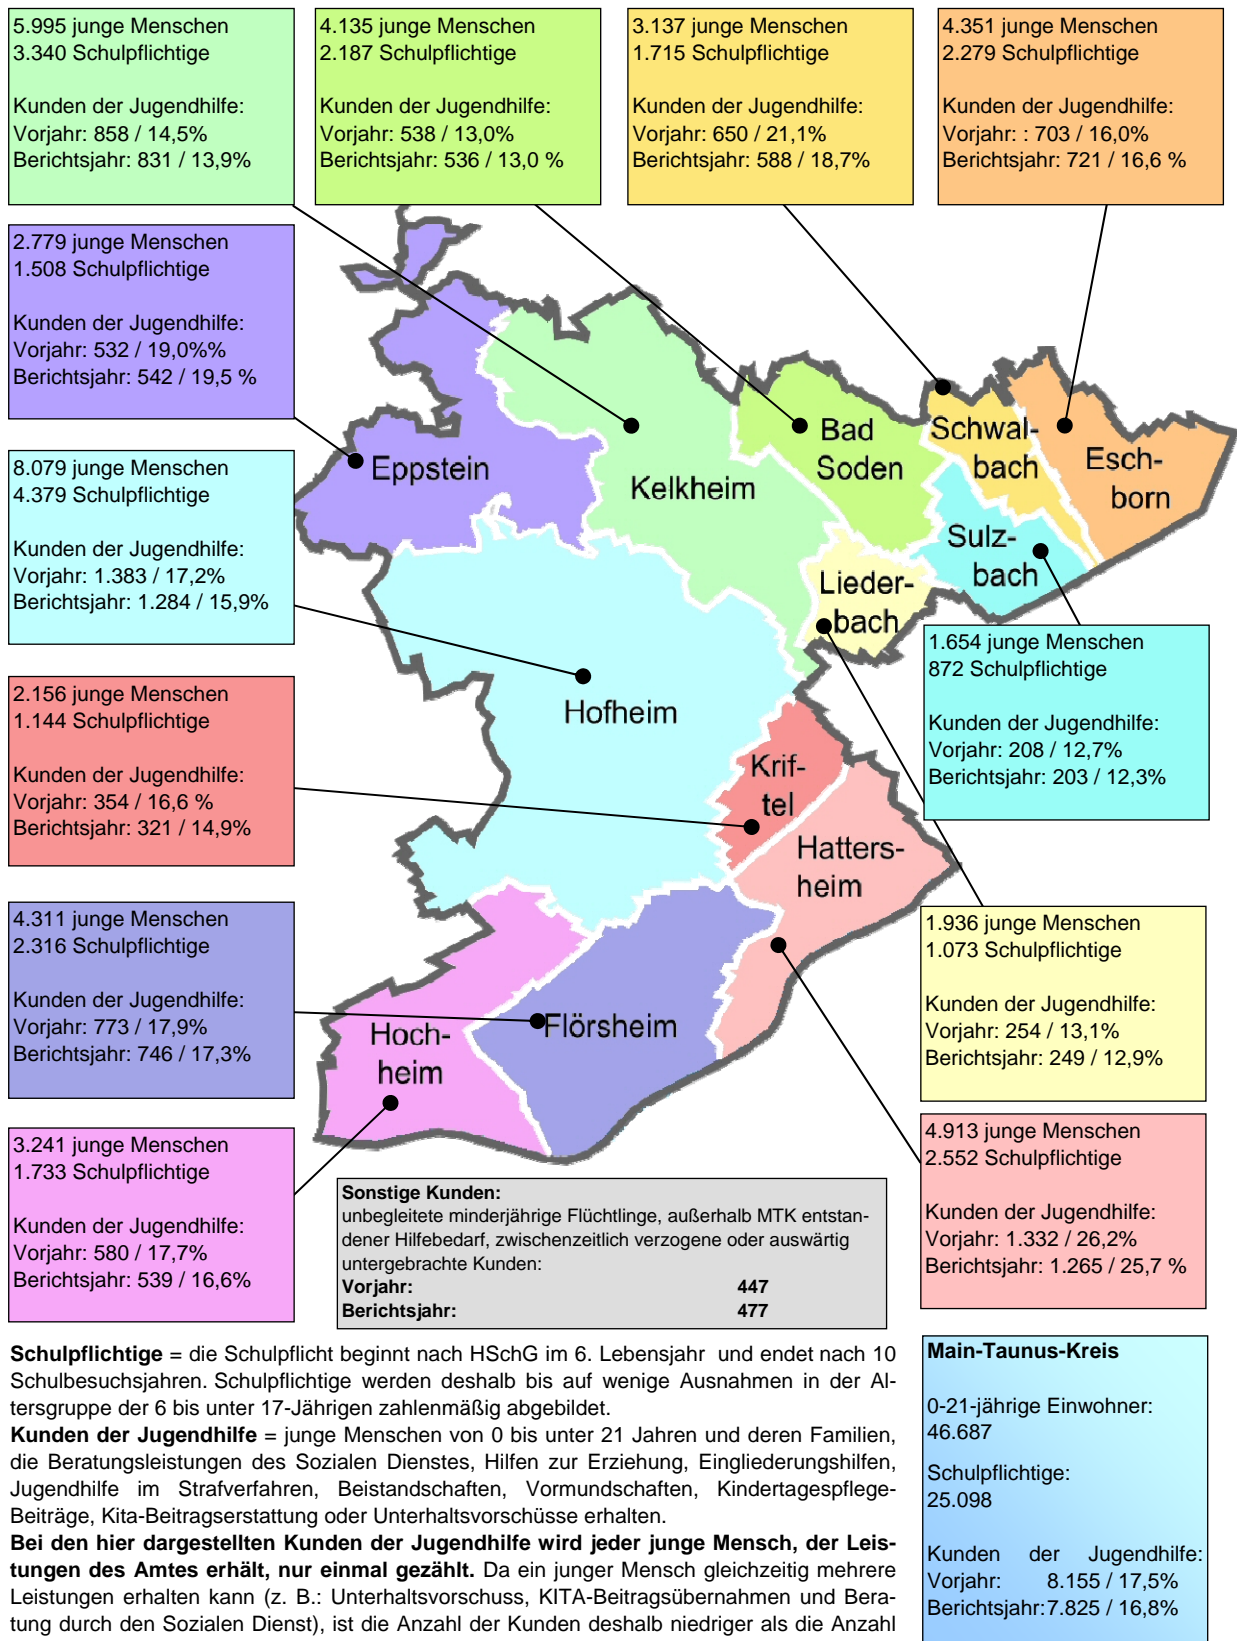 5.995 junge Menschen
3.340 Schulpflichtige
Kunden der Jugendhilfe:
Vorjahr: 858 / 14,5%
Berichtsjahr: 831 / 13,9%
4.135 junge Menschen
2.187 Schulpflichtige
Kunden der Jugendhilfe:
Vorjahr: 538 / 13,0%
Berichtsjahr: 536 / 13,0 %
3.137 junge Menschen
1.715 Schulpflichtige
Kunden der Jugendhilfe:
Vorjahr: 650 / 21,1%
Berichtsjahr: 588 / 18,7%
4.351 junge Menschen
2.279 Schulpflichtige
Kunden der Jugendhilfe:
Vorjahr: : 703 / 16,0%
Berichtsjahr: 721 / 16,6 %
2.779 junge Menschen
1.508 Schulpflichtige
Kunden der Jugendhilfe:
Vorjahr: 532 / 19,0%%
Berichtsjahr: 542 / 19,5 %
8.079 junge Menschen
4.379 Schulpflichtige
Kunden der Jugendhilfe:
Vorjahr: 1.383 / 17,2%
Berichtsjahr: 1.284 / 15,9%
2.156 junge Menschen
1.144 Schulpflichtige
Kunden der Jugendhilfe:
Vorjahr: 354 / 16,6 %
Berichtsjahr: 321 / 14,9%
4.311 junge Menschen
2.316 Schulpflichtige
Kunden der Jugendhilfe:
Vorjahr: 773 / 17,9%
Berichtsjahr: 746 / 17,3%
3.241 junge Menschen
1.733 Schulpflichtige
Kunden der Jugendhilfe:
Vorjahr: 580 / 17,7%
Berichtsjahr: 539 / 16,6%
Eppstein
Kelkheim
Bad
Soden
Schwal-
bach
Esch-
born
Sulz-
bach
Lieder-
bach
Hofheim
Krif-
tel
Hatters-
heim
Flörsheim
Hoch-
heim
1.654 junge Menschen
872 Schulpflichtige
Kunden der Jugendhilfe:
Vorjahr: 208 / 12,7%
Berichtsjahr: 203 / 12,3%
1.936 junge Menschen
1.073 Schulpflichtige
Kunden der Jugendhilfe:
Vorjahr: 254 / 13,1%
Berichtsjahr: 249 / 12,9%
4.913 junge Menschen
2.552 Schulpflichtige
Kunden der Jugendhilfe:
Vorjahr: 1.332 / 26,2%
Berichtsjahr: 1.265 / 25,7 %
Sonstige Kunden:
unbegleitete minderjährige Flüchtlinge, außerhalb MTK entstan-
dener Hilfebedarf, zwischenzeitlich verzogene oder auswärtig
untergebrachte Kunden:
Vorjahr: 447
Berichtsjahr: 477
Schulpflichtige = die Schulpflicht beginnt nach HSchG im 6. Lebensjahr und endet nach 10
Schulbesuchsjahren. Schulpflichtige werden deshalb bis auf wenige Ausnahmen in der Al-
tersgruppe der 6 bis unter 17-Jährigen zahlenmäßig abgebildet.
Kunden der Jugendhilfe = junge Menschen von 0 bis unter 21 Jahren und deren Familien,
die Beratungsleistungen des Sozialen Dienstes, Hilfen zur Erziehung, Eingliederungshilfen,
Jugendhilfe im Strafverfahren, Beistandschaften, Vormundschaften, Kindertagespflege-
Beiträge, Kita-Beitragserstattung oder Unterhaltsvorschüsse erhalten.
Bei den hier dargestellten Kunden der Jugendhilfe wird jeder junge Mensch, der Leis-
tungen des Amtes erhält, nur einmal gezählt. Da ein junger Mensch gleichzeitig mehrere
Leistungen erhalten kann (z. B.: Unterhaltsvorschuss, KITA-Beitragsübernahmen und Bera-
tung durch den Sozialen Dienst), ist die Anzahl der Kunden deshalb niedriger als die Anzahl
Main-Taunus-Kreis
0-21-jährige Einwohner:
46.687
Schulpflichtige:
25.098
Kunden der Jugendhilfe:
Vorjahr: 8.155 / 17,5%
Berichtsjahr:7.825 / 16,8%